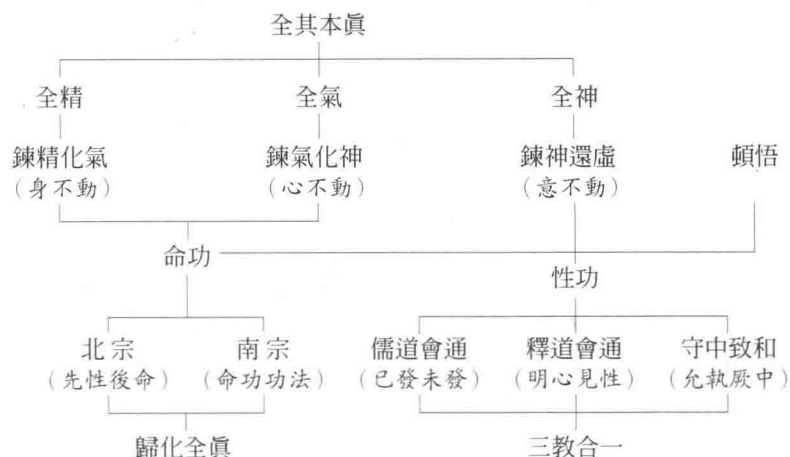 全其本眞
全精 全氣 全神
鍊精化氣 鍊氣化神 鍊神還虛 頓悟
（身不動） （心不動） （意不動）
命功
性功
北宗 南宗 儒道會通 釋道會通 守中致和
（先性後命） （命功功法） （已發未發） （明心見性） （允執厥中）
歸化全眞 三教合一